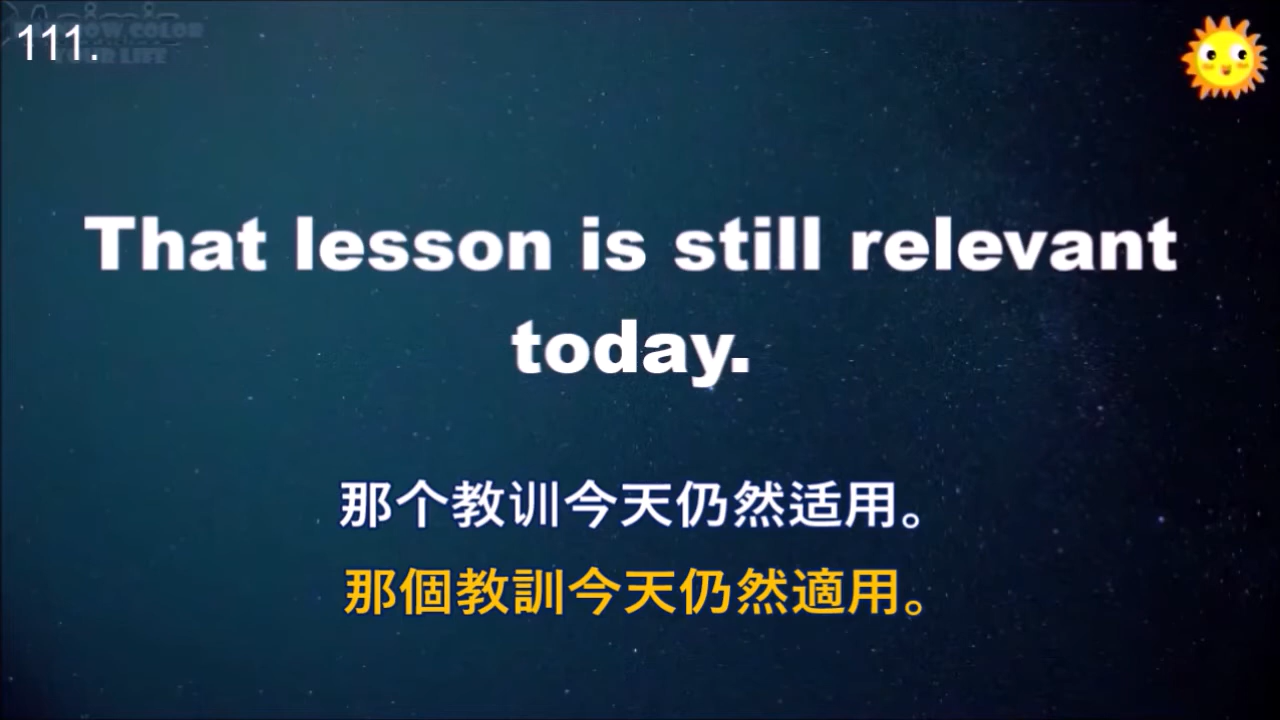 111.
That lesson is still relevant
today.
那个教训今天仍然适用。
那個教訓今天仍然適用。